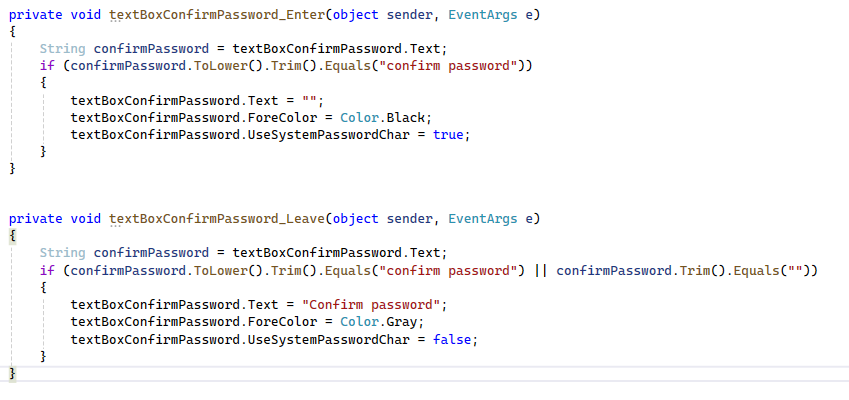 private void textBoxConfirmPassword_Enter(object sender, EventArgs e)
{
    String confirmPassword = textBoxConfirmPassword.Text;
    if (confirmPassword.ToLower().Trim().Equals("confirm password"))
    {
        textBoxConfirmPassword.Text = "";
        textBoxConfirmPassword.ForeColor = Color.Black;
        textBoxConfirmPassword.UseSystemPasswordChar = true;
    }
}
private void textBoxConfirmPassword_Leave(object sender, EventArgs e)
{
    String confirmPassword = textBoxConfirmPassword.Text;
    if (confirmPassword.ToLower().Trim().Equals("confirm password") || confirmPassword.Trim().Equals(""))
    {
        textBoxConfirmPassword.Text = "Confirm password";
        textBoxConfirmPassword.ForeColor = Color.Gray;
        textBoxConfirmPassword.UseSystemPasswordChar = false;
    }
}